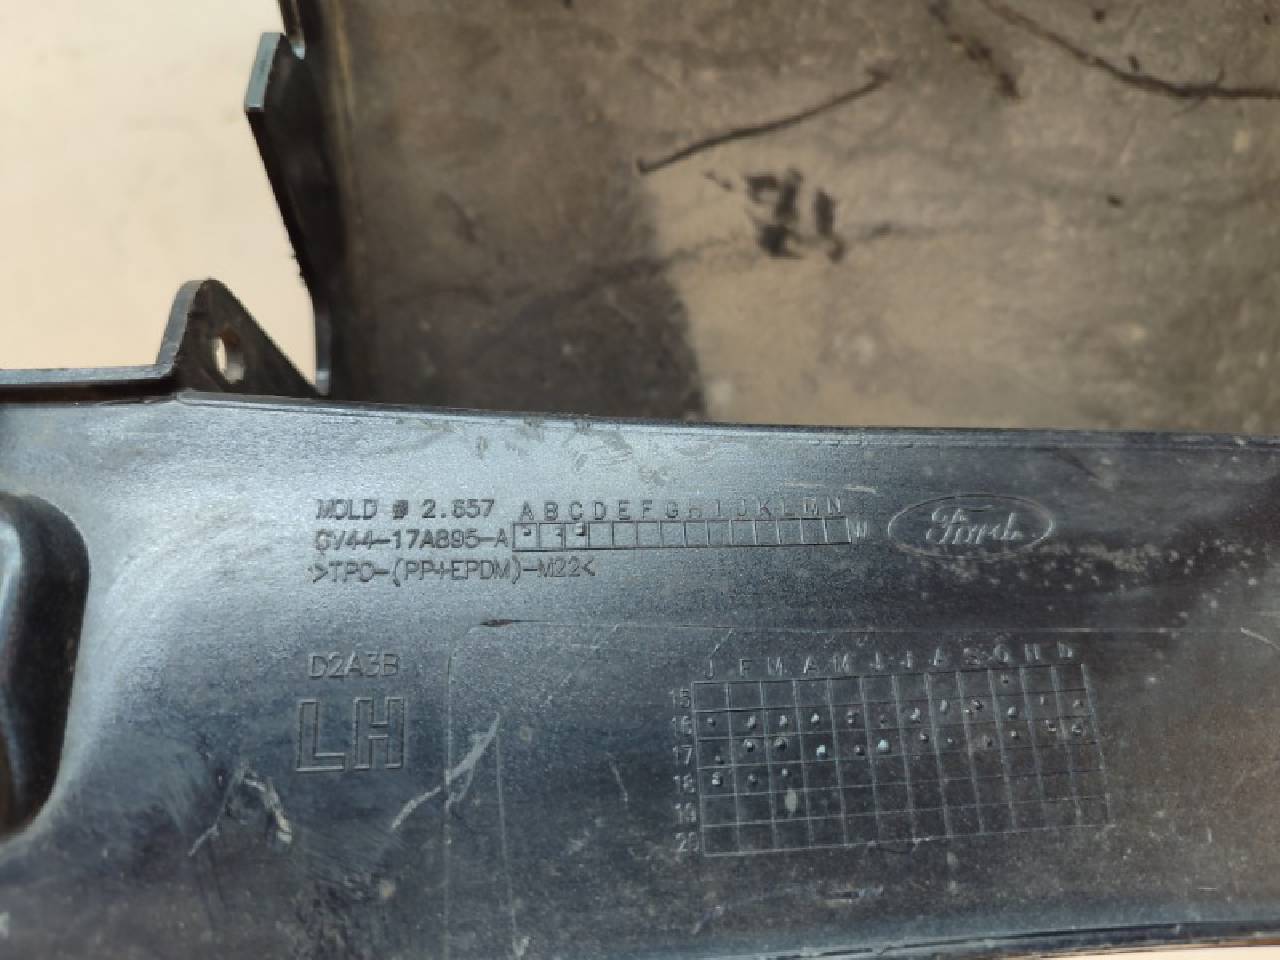 MOLD # 2.657 A B C D E F G H I J K L M N
GV44-17A895-A W
Ford
>TPO-(PP+EPDM)-M22<
D2A3B
LH
J F M A M J J A S O N D
15
16
17
18
19
20